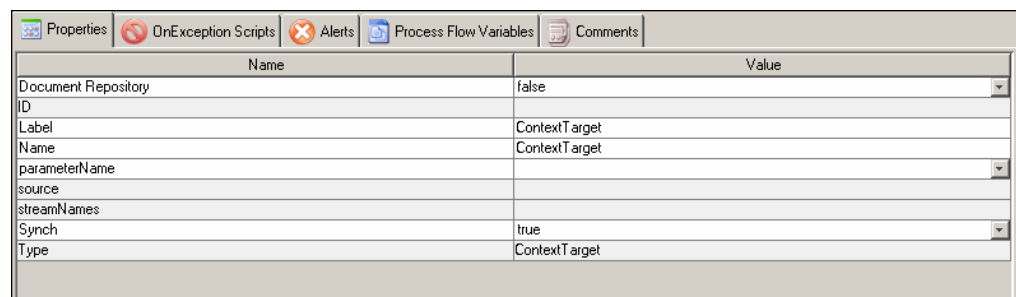 Properties OnException Scripts Alerts Process Flow Variables Comments
Name Value
Document Repository false
ID
Label ContextTarget
Name ContextTarget
parameterName
source
streamNames
Synch true
Type ContextTarget